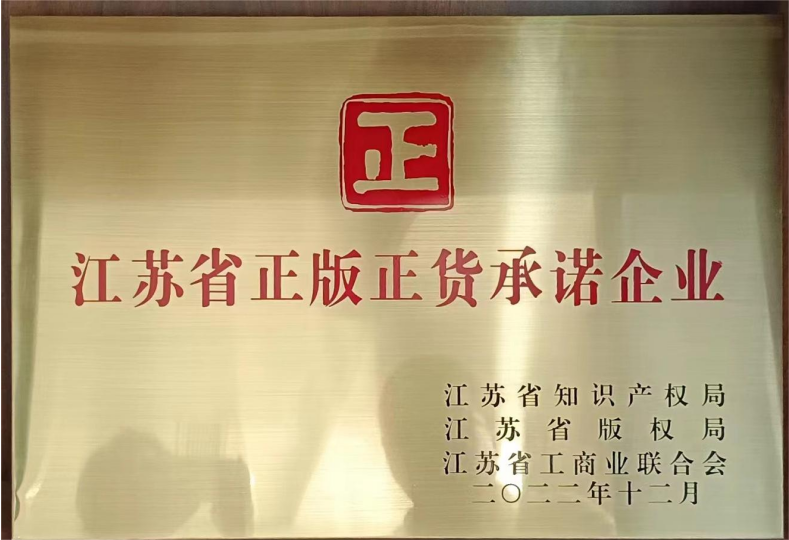 正
江苏省正版正货承诺企业
江苏省知识产权局
江苏省版权局
江苏省工商业联合会
二〇二二年十二月